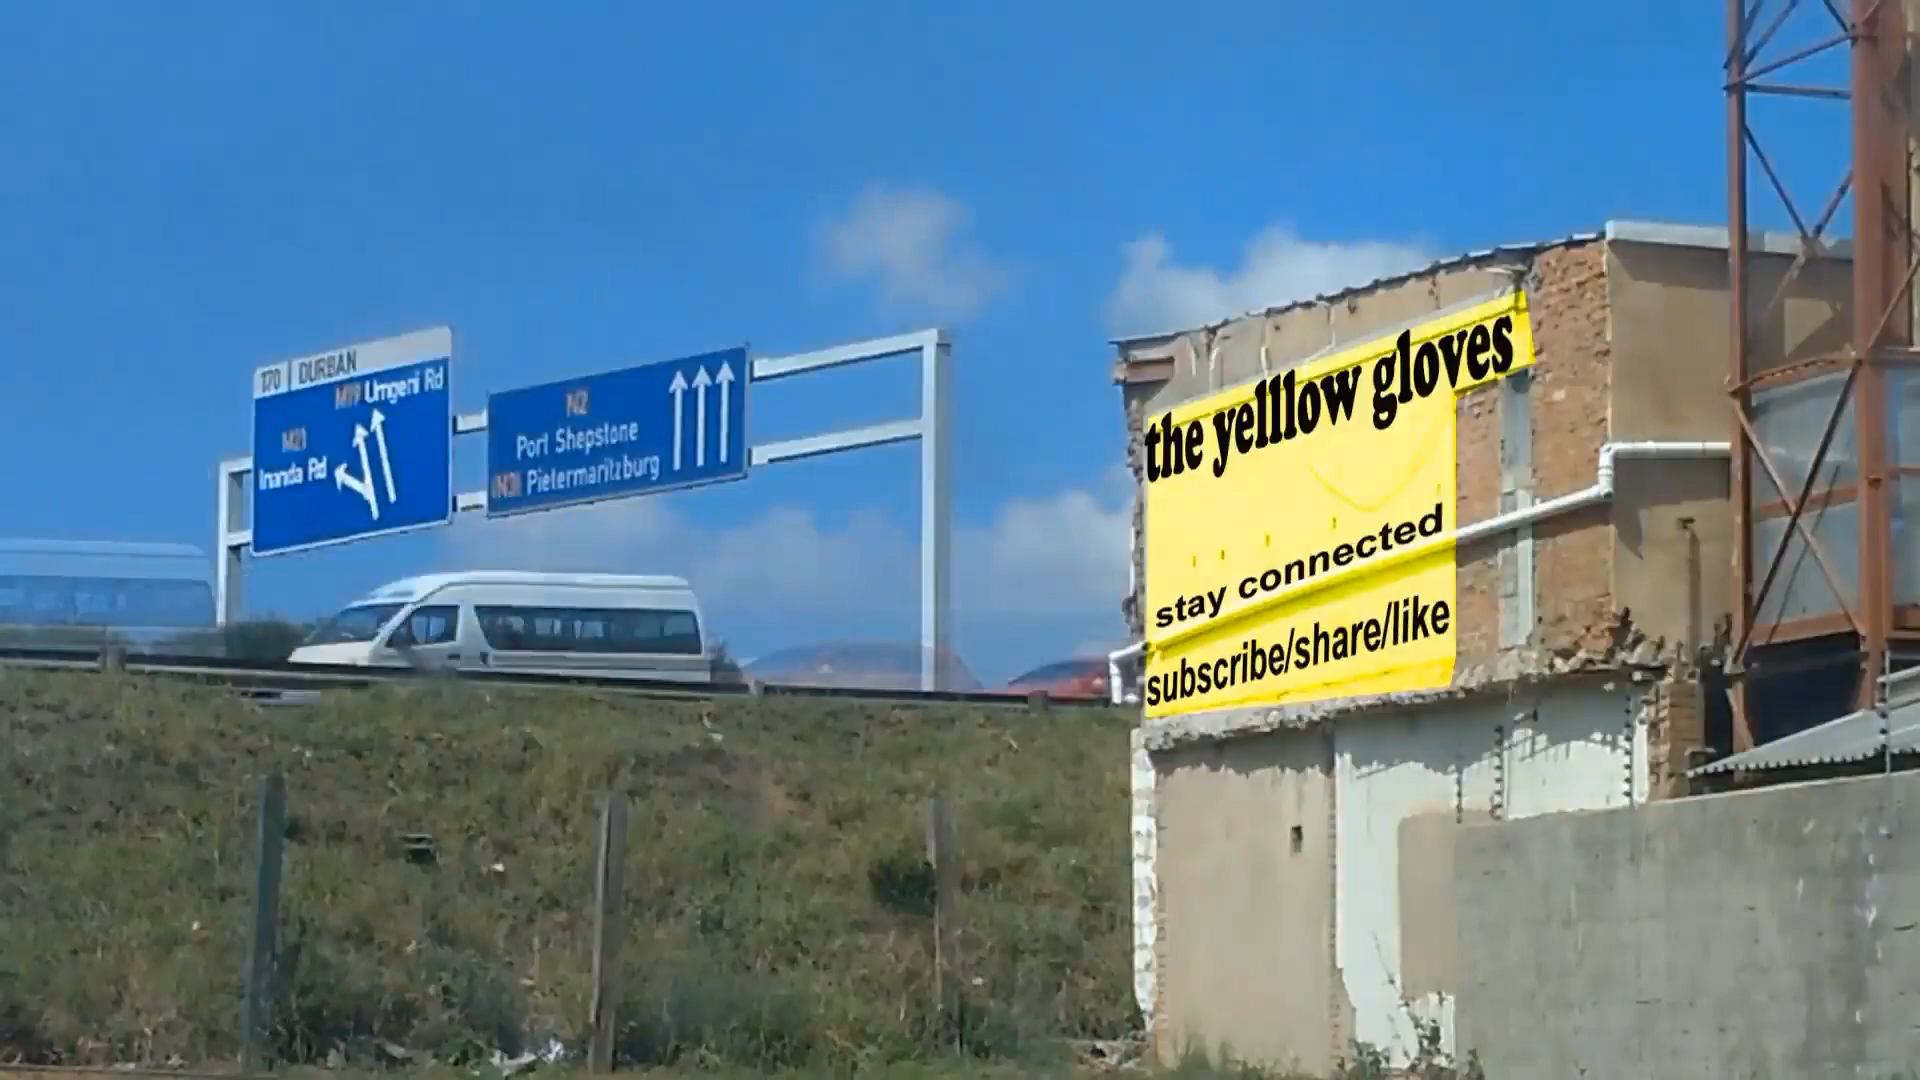 170 DURBAN
M19 Umgeni Rd
M21
Inanda Rd
N2
Port Shepstone
(N3) Pietermaritzburg
the yelllow gloves
stay connected
subscribe/share/like